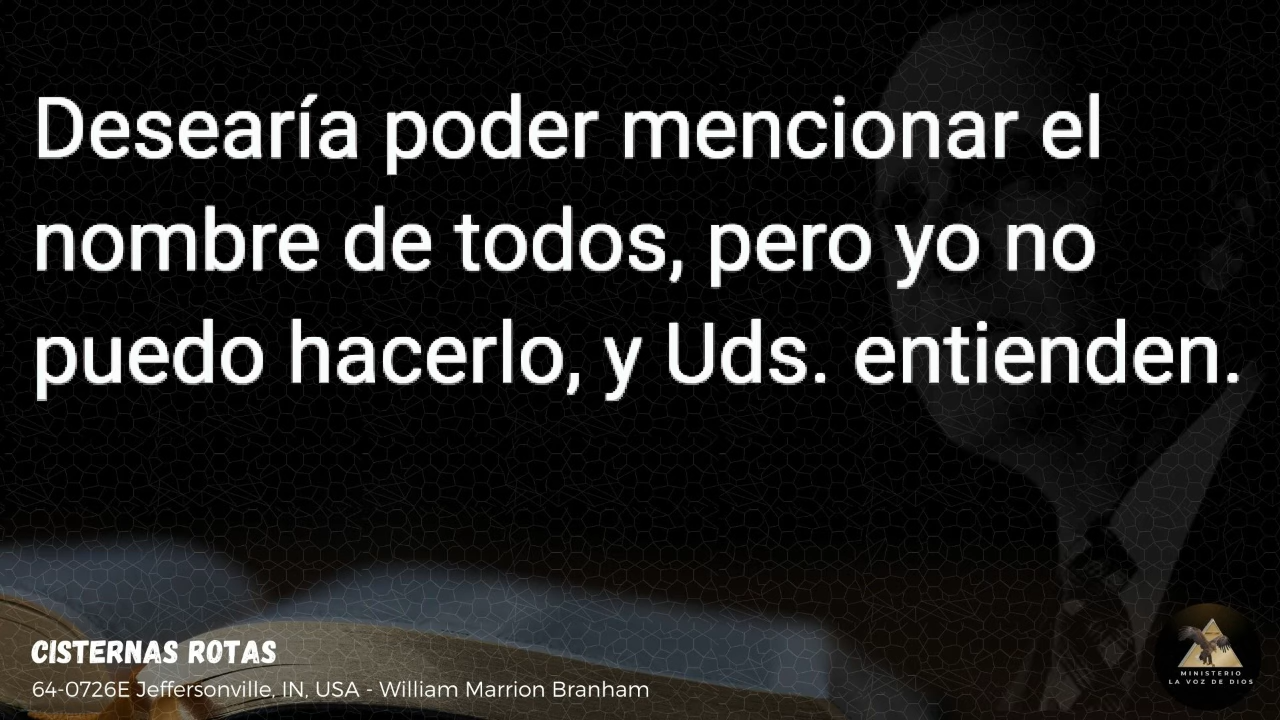 Desearía poder mencionar el
nombre de todos, pero yo no
puedo hacerlo, y Uds. entienden.
CISTERNAS ROTAS
64-0726E Jeffersonville, IN, USA - William Marrion Branham
MINISTERIO
LA VOZ DE DIOS